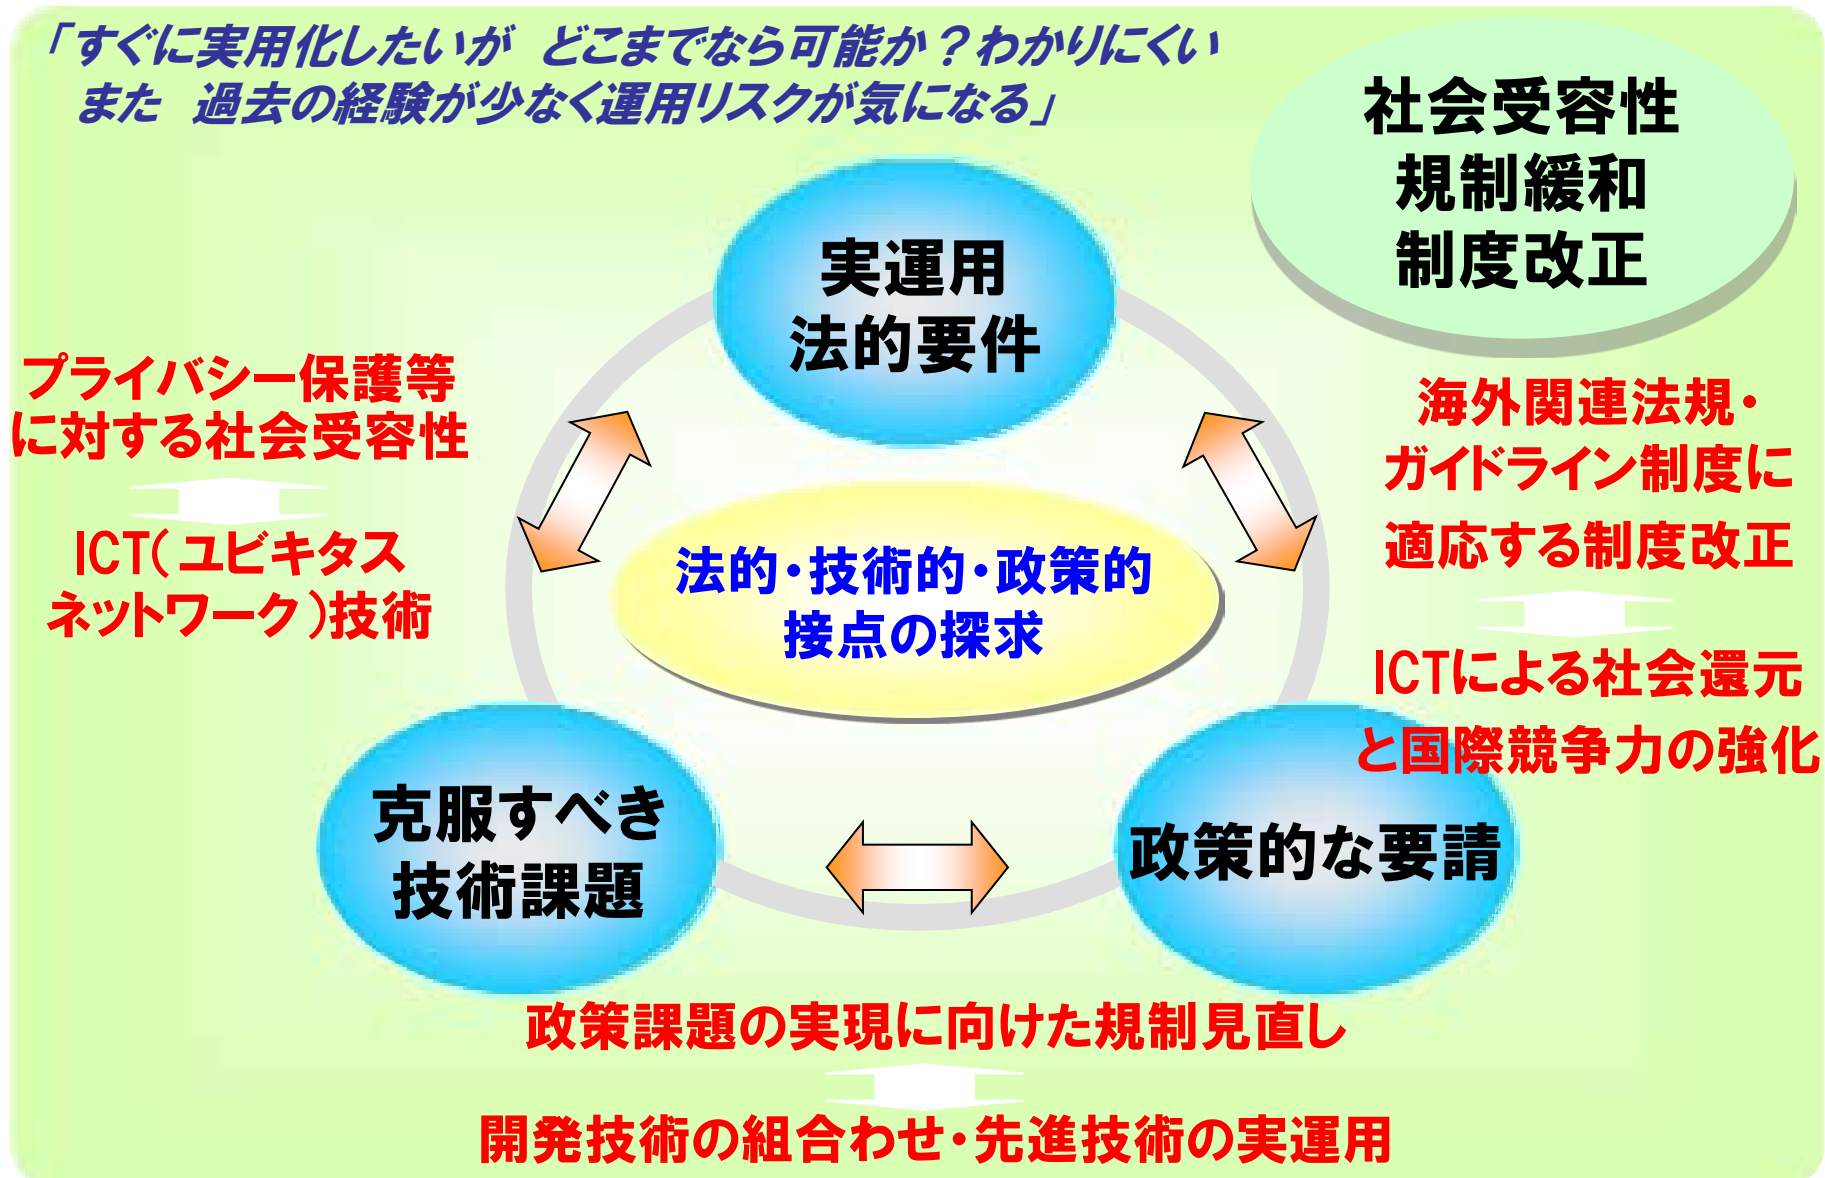 「すぐに実用化したいが　どこまでなら可能か？わかりにくい
また　過去の経験が少なく運用リスクが気になる」
社会受容性
規制緩和
制度改正
実運用
法的要件
プライバシー保護等
に対する社会受容性
ICT（ユビキタス
ネットワーク）技術
海外関連法規・
ガイドライン制度に
適応する制度改正
ICTによる社会還元
と国際競争力の強化
法的・技術的・政策的
接点の探求
克服すべき
技術課題
政策的な要請
政策課題の実現に向けた規制見直し
開発技術の組合わせ・先進技術の実運用